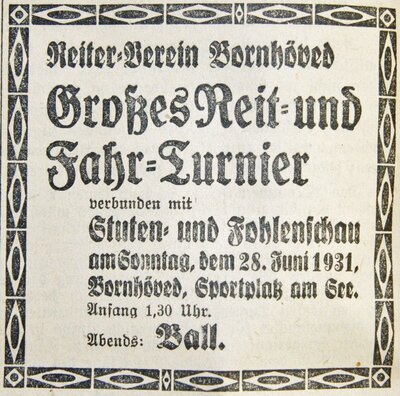 Reiter-Verein Bornhöved
Großes Reit- und
Fahr-Turnier
verbunden mit
Stuten- und Fohlenschau
am Sonntag, dem 28. Juni 1931,
Bornhöved, Sportplatz am See.
Anfang 1,30 Uhr.
Abends: Ball.